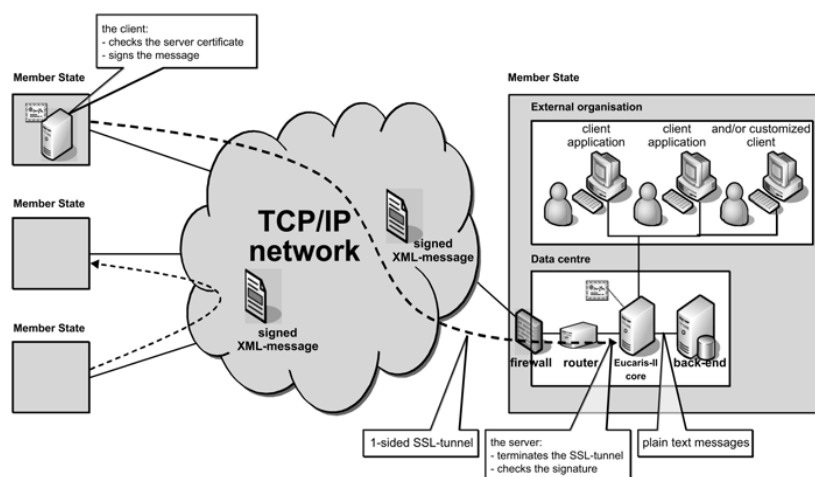 the client:
- checks the server certificate
- signs the message
Member State
Member State
External organisation
client
application
client
application
and/or customized
client
TCP/IP
network
signed
XML-message
Member State
signed
XML-message
Data centre
firewall
router
Eucaris-II
core
back-end
Member State
1-sided SSL-tunnel
the server:
- terminates the SSL-tunnel
- checks the signature
plain text messages